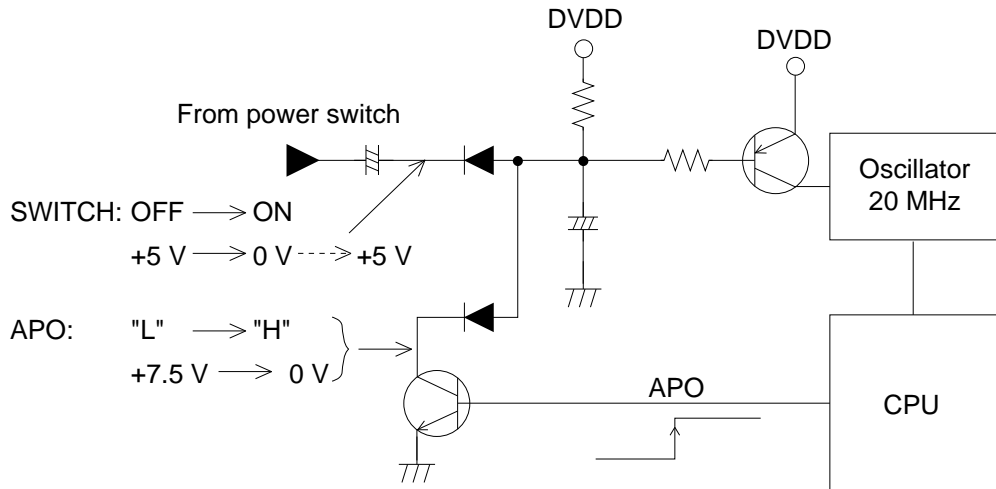 DVDD
DVDD
From power switch
Oscillator
20 MHz
SWITCH: OFF ON
+5 V 0 V +5 V
APO: "L" "H"
+7.5 V 0 V
APO
CPU